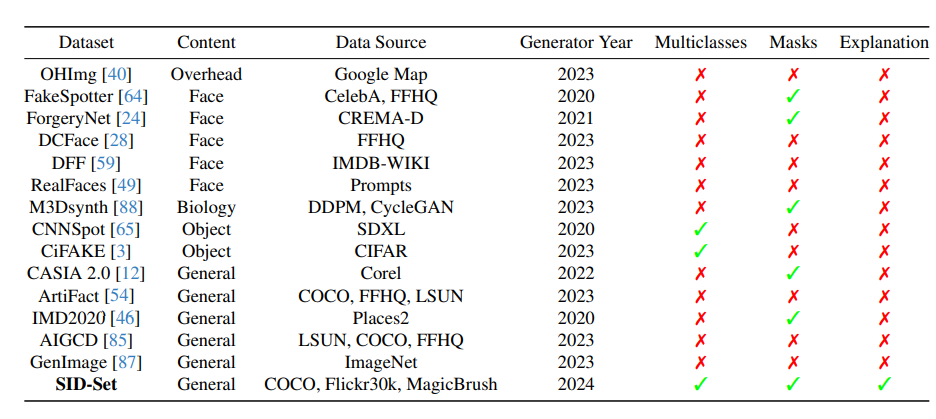 Dataset Content Data Source Generator Year Multiclasses Masks Explanation
OHImg [40] Overhead Google Map 2023 ✗ ✗ ✗
FakeSpotter [64] Face CelebA, FFHQ 2020 ✗ ✓ ✗
ForgeryNet [24] Face CREMA-D 2021 ✗ ✓ ✗
DCFace [28] Face FFHQ 2023 ✗ ✗ ✗
DFF [59] Face IMDB-WIKI 2023 ✗ ✗ ✗
RealFaces [49] Face Prompts 2023 ✗ ✗ ✗
M3Dsynth [88] Biology DDPM, CycleGAN 2023 ✗ ✓ ✗
CNNSpot [65] Object SDXL 2020 ✓ ✗ ✗
CiFAKE [3] Object CIFAR 2023 ✓ ✗ ✗
CASIA 2.0 [12] General Corel 2022 ✗ ✓ ✗
ArtiFact [54] General COCO, FFHQ, LSUN 2023 ✗ ✗ ✗
IMD2020 [46] General Places2 2020 ✗ ✓ ✗
AIGCD [85] General LSUN, COCO, FFHQ 2023 ✗ ✗ ✗
GenImage [87] General ImageNet 2023 ✗ ✗ ✗
SID-Set General COCO, Flickr30k, MagicBrush 2024 ✓ ✓ ✓